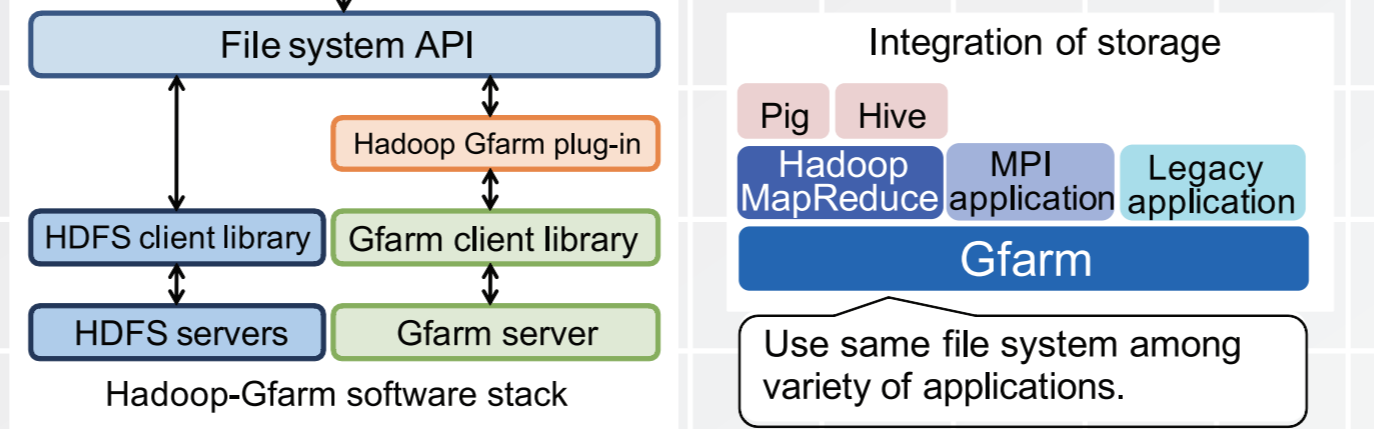 File system API
Hadoop Gfarm plug-in
HDFS client library
Gfarm client library
HDFS servers
Gfarm server
Hadoop-Gfarm software stack
Integration of storage
Pig
Hive
Hadoop
MapReduce
MPI
application
Legacy
application
Gfarm
Use same file system among
variety of applications.